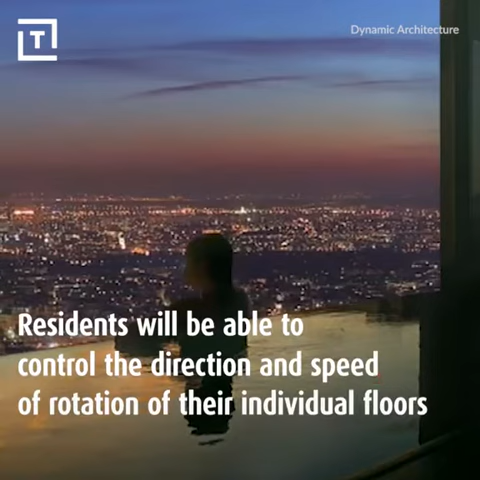 T
Dynamic Architecture
Residents will be able to
control the direction and speed
of rotation of their individual floors